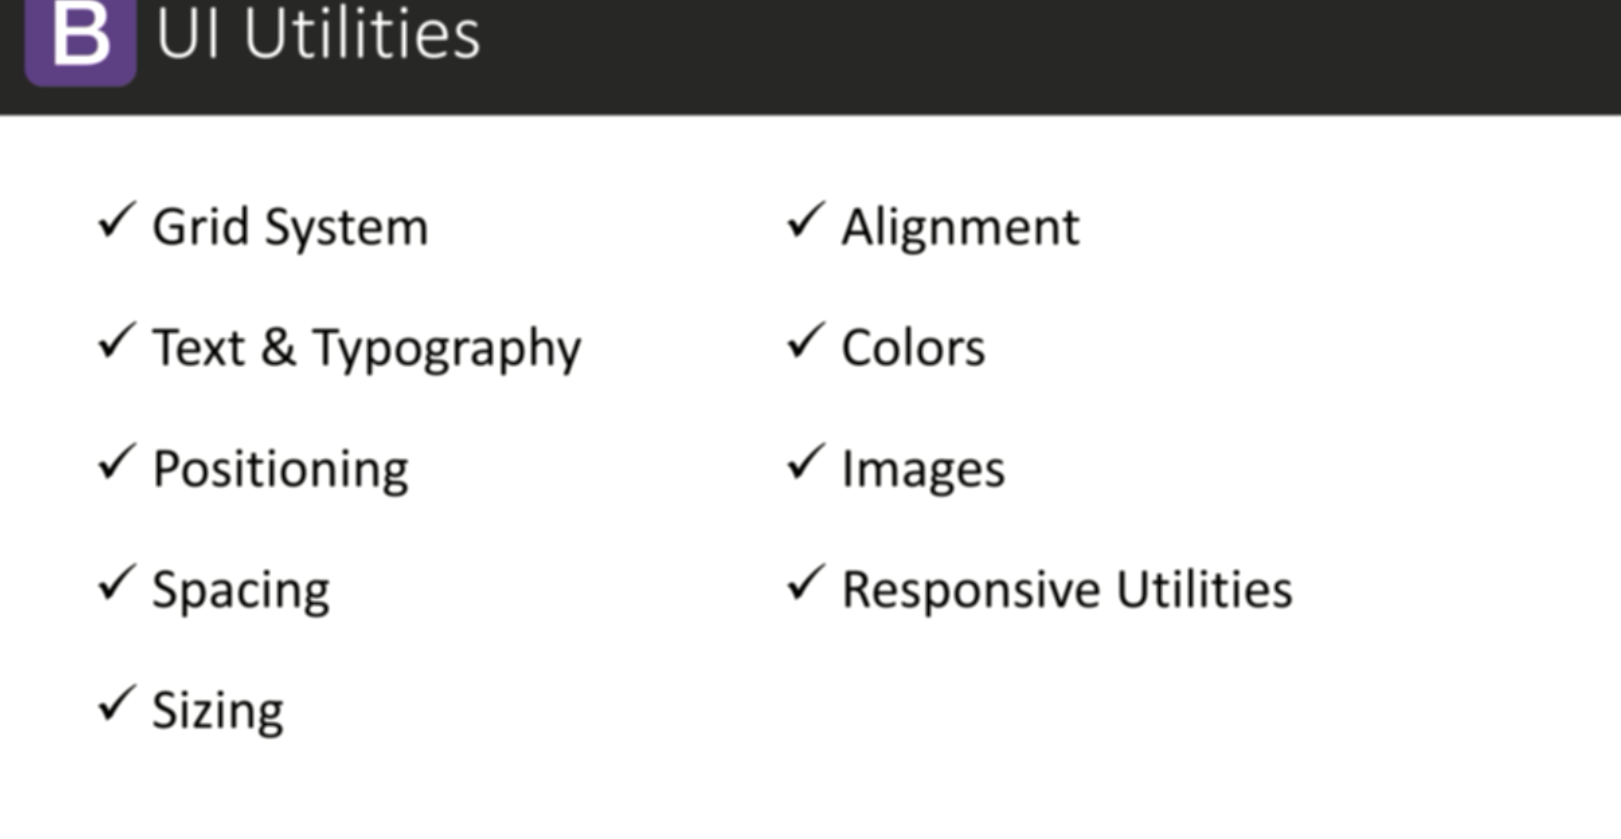 B UI Utilities
✓ Grid System
✓ Text & Typography
✓ Positioning
✓ Spacing
✓ Sizing
✓ Alignment
✓ Colors
✓ Images
✓ Responsive Utilities